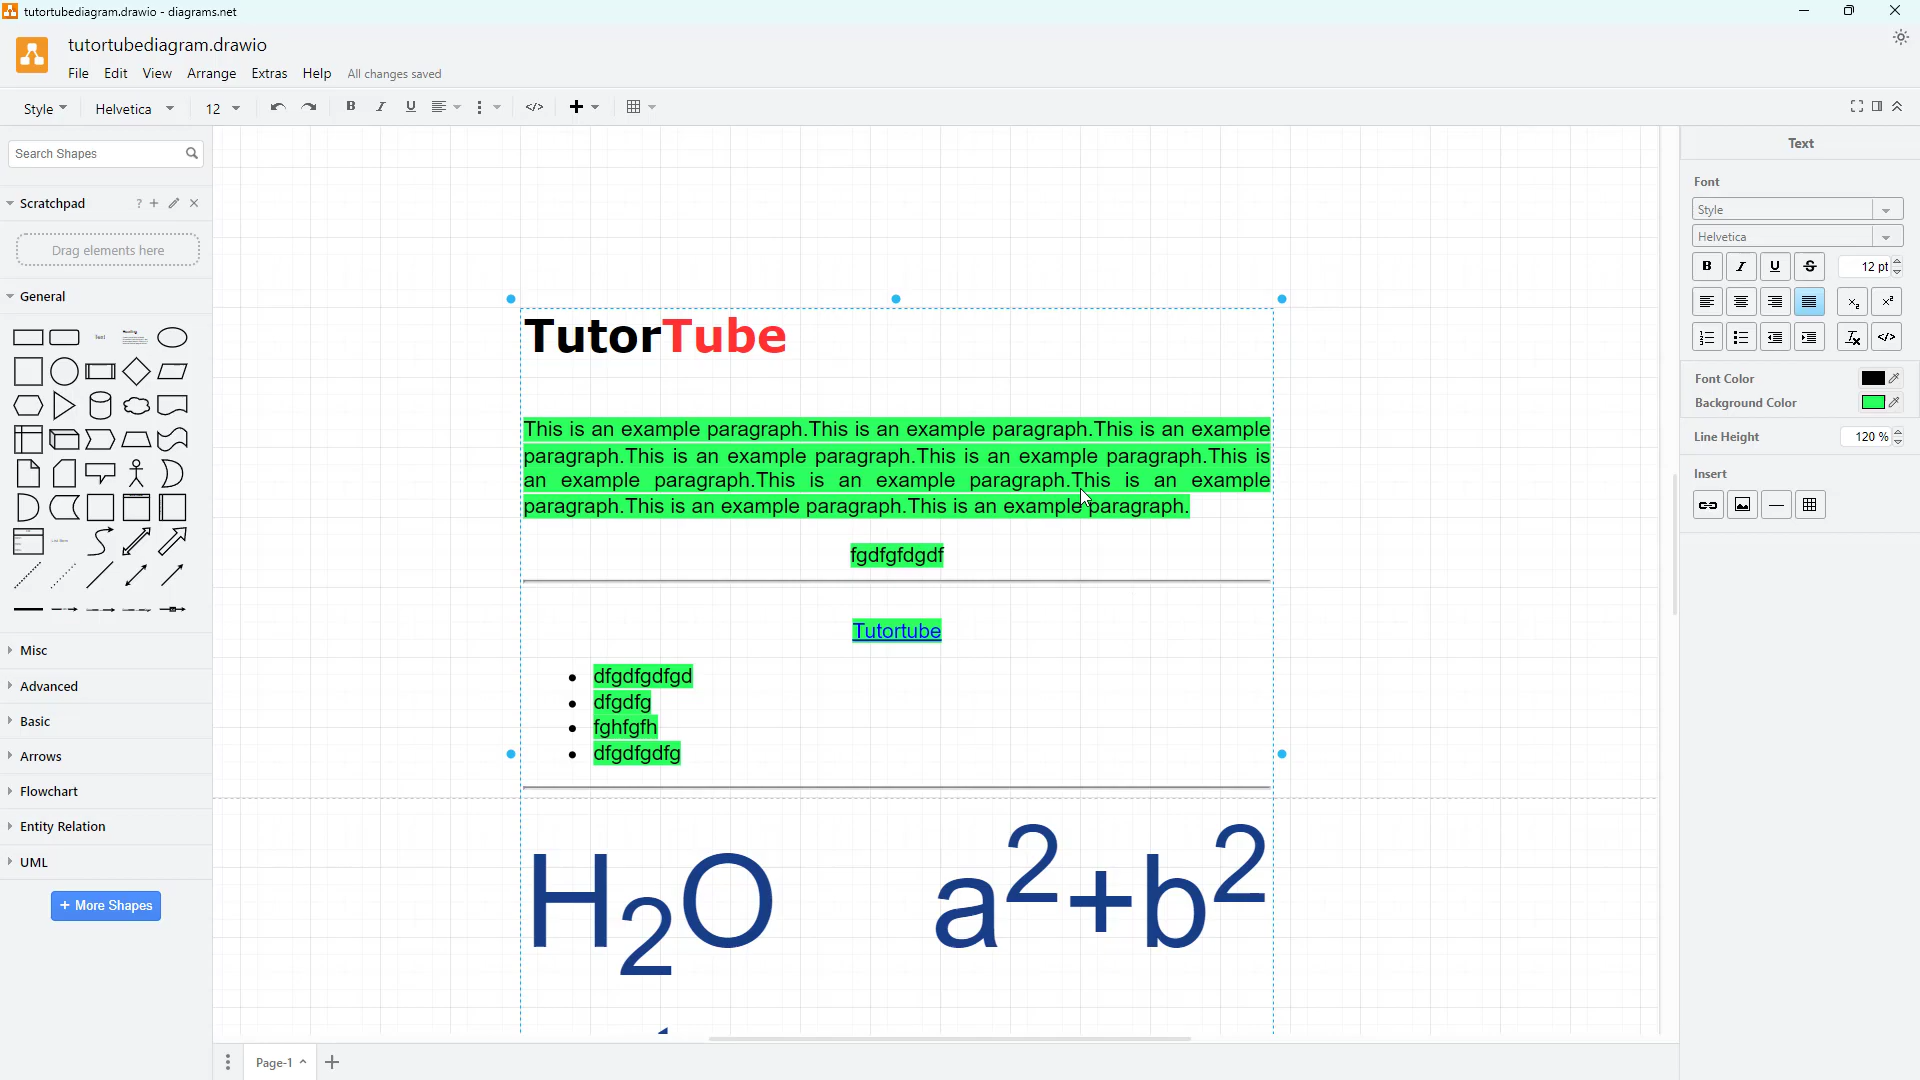 tutortubediagram.drawio - diagrams.net
tutortubediagram.drawio
File Edit View Arrange Extras Help All changes saved
Style Helvetica 12 B I U </>
Search Shapes
Scratchpad ?
Drag elements here
General
Text
Heading
List Item
Misc
Advanced
Basic
Arrows
Flowchart
Entity Relation
UML
+ More Shapes
TutorTube
This is an example paragraph.This is an example paragraph.This is an example
paragraph.This is an example paragraph.This is an example paragraph.This is
an example paragraph.This is an example paragraph.This is an example
paragraph.This is an example paragraph.This is an example paragraph.
fgdfgfdgdf
Tutortube
• dfgdfgdfgd
• dfgdfg
• fghfgfh
• dfgdfgdfg
H₂O a²+b²
Page-1
Text
Font
Style
Helvetica
B I U S 12 pt
Font Color
Background Color
Line Height 120 %
Insert